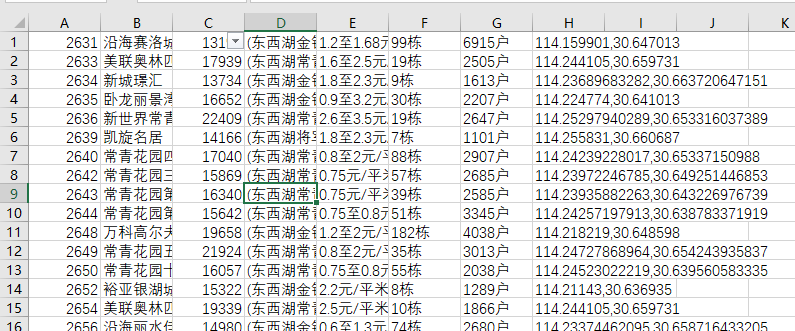 A B C D E F G H I J K
1 2631 沿海赛洛城 131 (东西湖金银 1.2至1.68元 99栋 6915户 114.159901,30.647013
2 2633 美联奥林匹 17939 (东西湖常青 1.6至2.5元 19栋 2505户 114.244105,30.659731
3 2634 新城璟汇 13734 (东西湖金银 1.8至2.3元 9栋 1613户 114.23689683282,30.663720647151
4 2635 卧龙丽景湾 16652 (东西湖金银 0.9至3.2元 30栋 2207户 114.224774,30.641013
5 2636 新世界常青 22409 (东西湖常青 2.6至3.5元 19栋 2647户 114.25297940289,30.653316037389
6 2639 凯旋名居 14166 (东西湖将军 1.8至2.3元 7栋 1101户 114.255831,30.660687
7 2640 常青花园四 17040 (东西湖常青 0.8至2元/平 88栋 2907户 114.24239228017,30.65337150988
8 2642 常青花园三 15869 (东西湖常青 0.75元/平米 57栋 2685户 114.23972246785,30.649251446853
9 2643 常青花园第 16340 (东西湖常青 0.75元/平米 39栋 2585户 114.23935882263,30.643226976739
10 2644 常青花园第 15642 (东西湖常青 0.75至0.8元 51栋 3345户 114.24257197913,30.638783371919
11 2648 万科高尔夫 19658 (东西湖金银 1.2至2元/平 182栋 4038户 114.218219,30.648598
12 2649 常青花园五 21924 (东西湖常青 0.8至2元/平 35栋 3013户 114.24727868964,30.654243935837
13 2650 常青花园十 16057 (东西湖常青 0.75至0.8元 55栋 2038户 114.24523022219,30.639560583335
14 2652 裕亚银湖城 15322 (东西湖金银 2.2元/平米 8栋 1289户 114.21143,30.636935
15 2654 美联奥林匹 19339 (东西湖常青 2.5元/平米 10栋 1866户 114.244105,30.659731
16 2656 沿海丽水佳 14980 (东西湖金银 0.6至1.3元 74栋 2680户 114.23374462095,30.658716433205